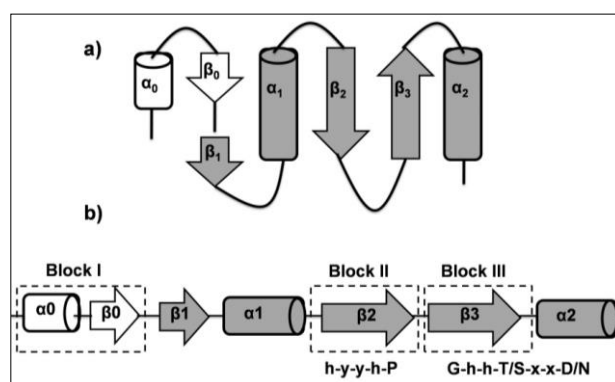 a)
α₀ β₀ α₁ β₂ β₃ α₂
β₁
b)
Block I Block II Block III
α0 β0 β1 α1 β2 β3 α2
h-y-y-h-P G-h-h-T/S-x-x-D/N